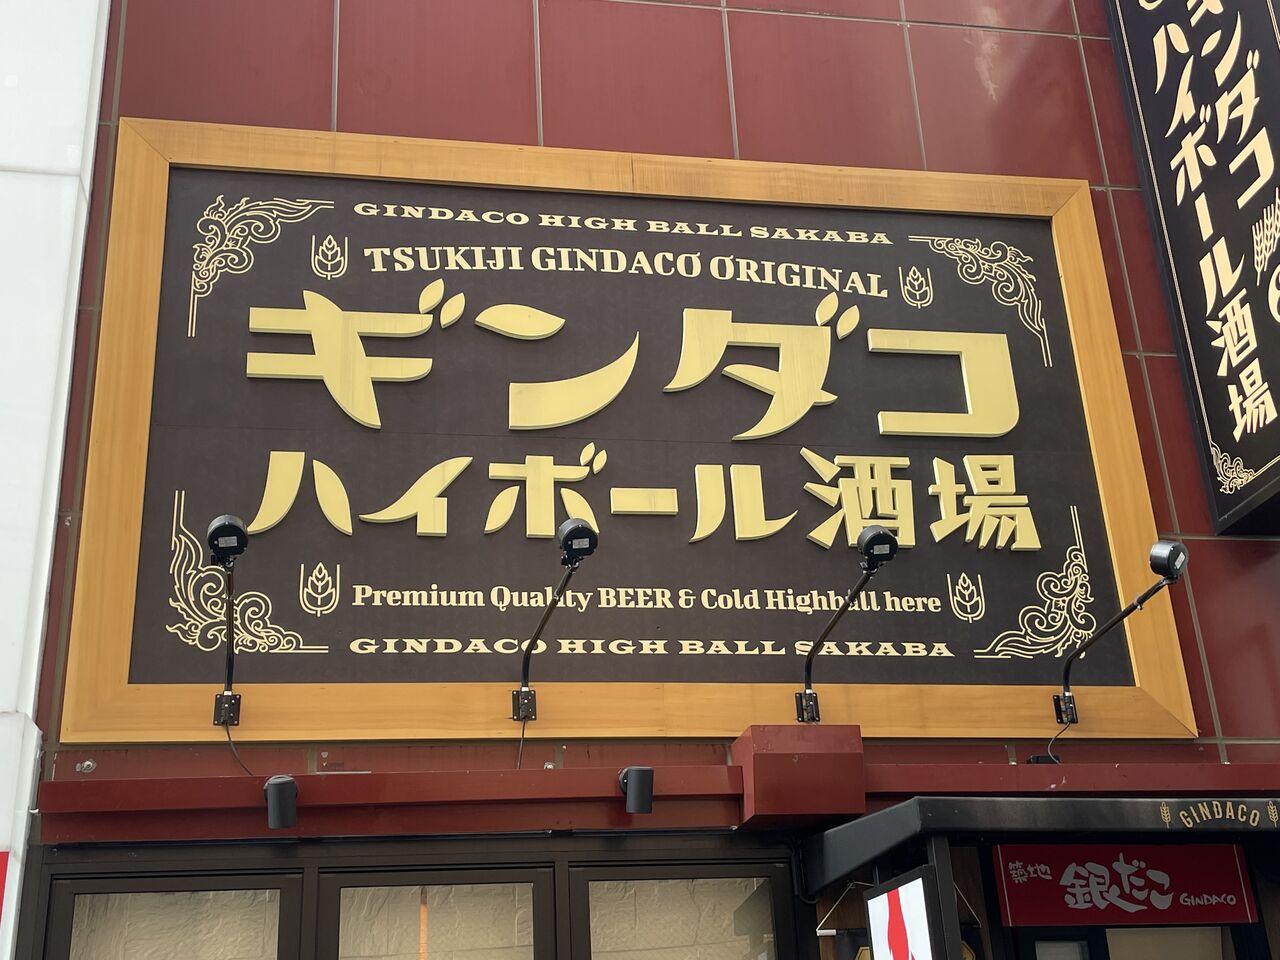 GINDACO HIGH BALL SAKABA
TSUKIJI GINDACO ORIGINAL
ギンダコ
ハイボール酒場
Premium Quality BEER & Cold Highball here
GINDACO HIGH BALL SAKABA
ギンダコ
ハイボール酒場
GINDACO
築地
銀だこ
GINDACO